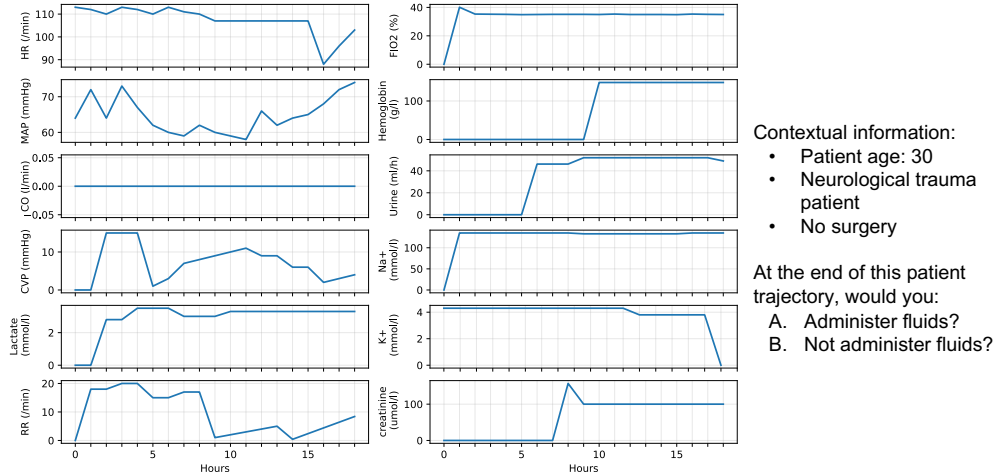 HR (/min)
110
100
90
MAP (mmHg)
70
60
CO (l/min)
0.05
0.00
−0.05
CVP (mmHg)
10
0
Lactate
(mmol/l)
2
0
RR (/min)
20
10
0
0
5
10
15
Hours
FIO2 (%)
40
20
0
Hemoglobin
(g/l)
100
0
Urine (ml/h)
40
20
0
Na+
(mmol/l)
100
50
0
K+
(mmol/l)
4
2
0
creatinine
(umol/l)
100
0
0
5
10
15
Hours
Contextual information:
• Patient age: 30
• Neurological trauma
patient
• No surgery
At the end of this patient
trajectory, would you:
A. Administer fluids?
B. Not administer fluids?